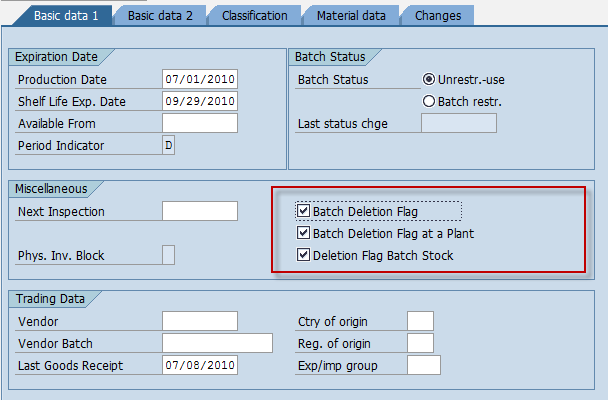 Basic data 1 Basic data 2 Classification Material data Changes
Expiration Date
Production Date 07/01/2010
Shelf Life Exp. Date 09/29/2010
Available From
Period Indicator D
Batch Status
Batch Status Unrestr.-use
Batch restr.
Last status chge
Miscellaneous
Next Inspection
Phys. Inv. Block
Batch Deletion Flag
Batch Deletion Flag at a Plant
Deletion Flag Batch Stock
Trading Data
Vendor
Vendor Batch
Last Goods Receipt 07/08/2010
Ctry of origin
Reg. of origin
Exp/imp group